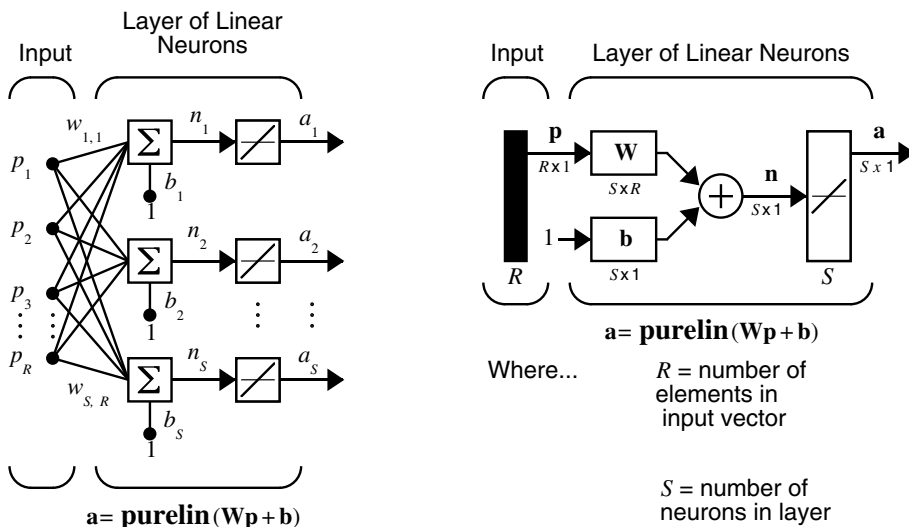 Layer of Linear
Neurons
Input
w1,1
n1
a1
p1
Σ
b1
1
p2
n2
a2
Σ
p3
b2
1
pR
nS
aS
Σ
wS, R
bS
1
a= purelin(Wp+b)
Input
Layer of Linear Neurons
p
W
a
R x 1
S x R
n
S x 1
+
S x 1
1
b
R
S x 1
S
a= purelin(Wp+b)
Where...
R = number of
elements in
input vector
S = number of
neurons in layer